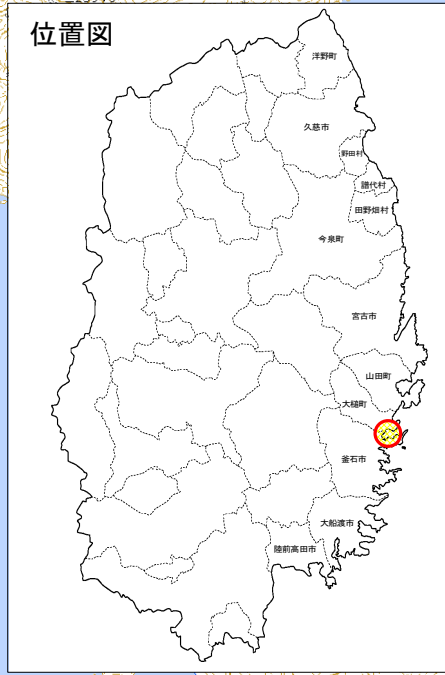 位置図
洋野町
久慈市
野田村
譜代村
田野畑村
今泉町
宮古市
山田町
大槌町
釜石市
大船渡市
陸前高田市